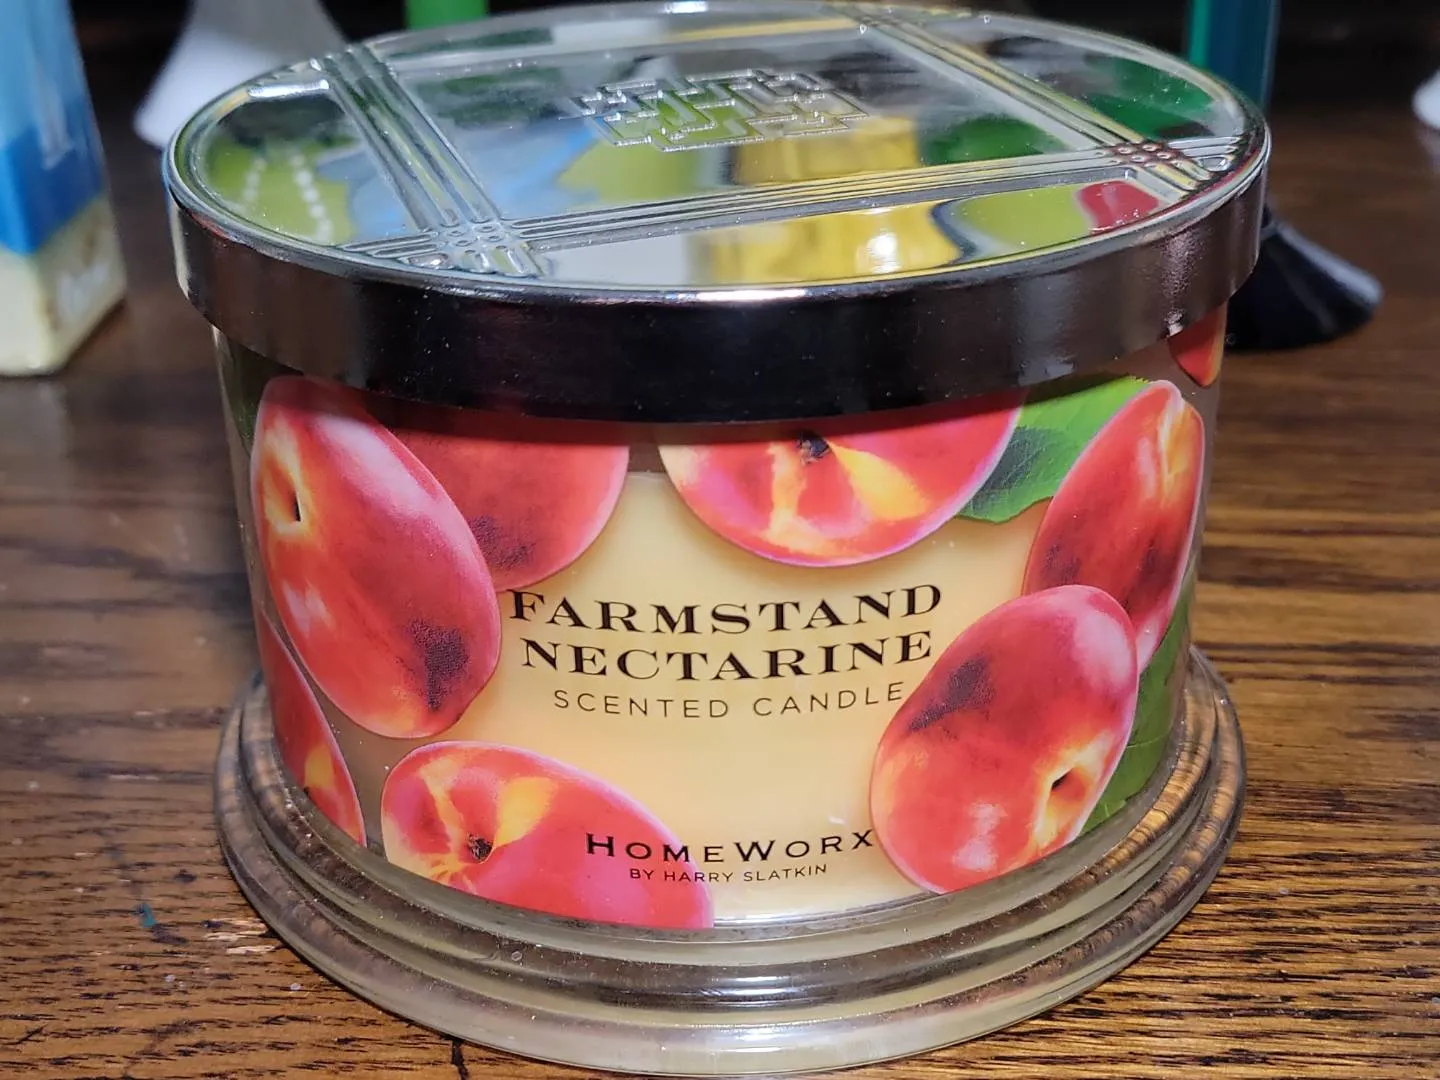 FARMSTAND
NECTARINE
SCENTED CANDLE
HOMEWORX
BY HARRY SLATKIN